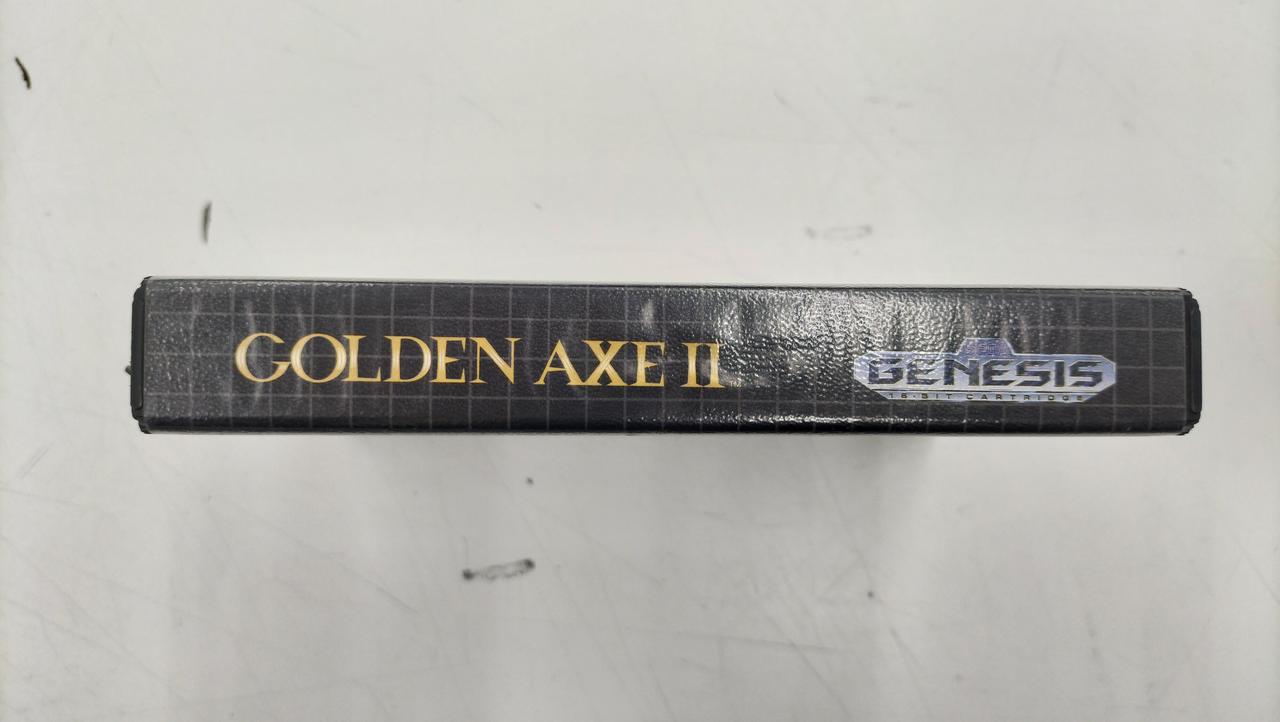 GOLDEN AXE II
GENESIS
16-BIT CARTRIDGE